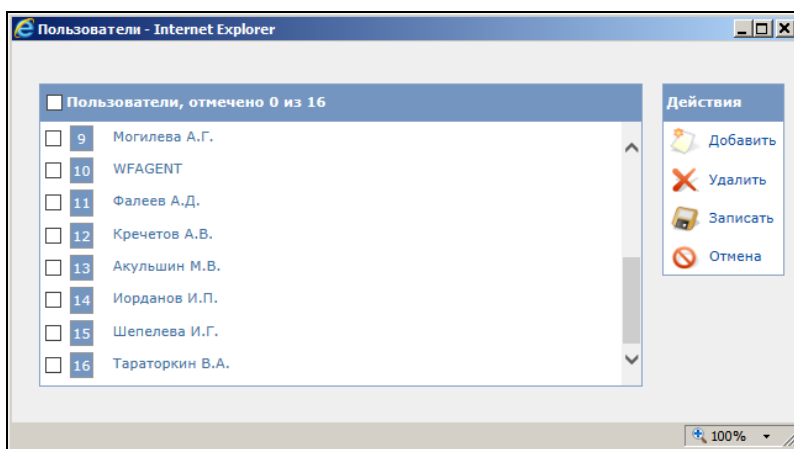 Пользователи - Internet Explorer
Пользователи, отмечено 0 из 16
9 Могилева А.Г.
10 WFAGENT
11 Фалеев А.Д.
12 Кречетов А.В.
13 Акульшин М.В.
14 Иорданов И.П.
15 Шепелева И.Г.
16 Тараторкин В.А.
Действия
Добавить
Удалить
Записать
Отмена
100%